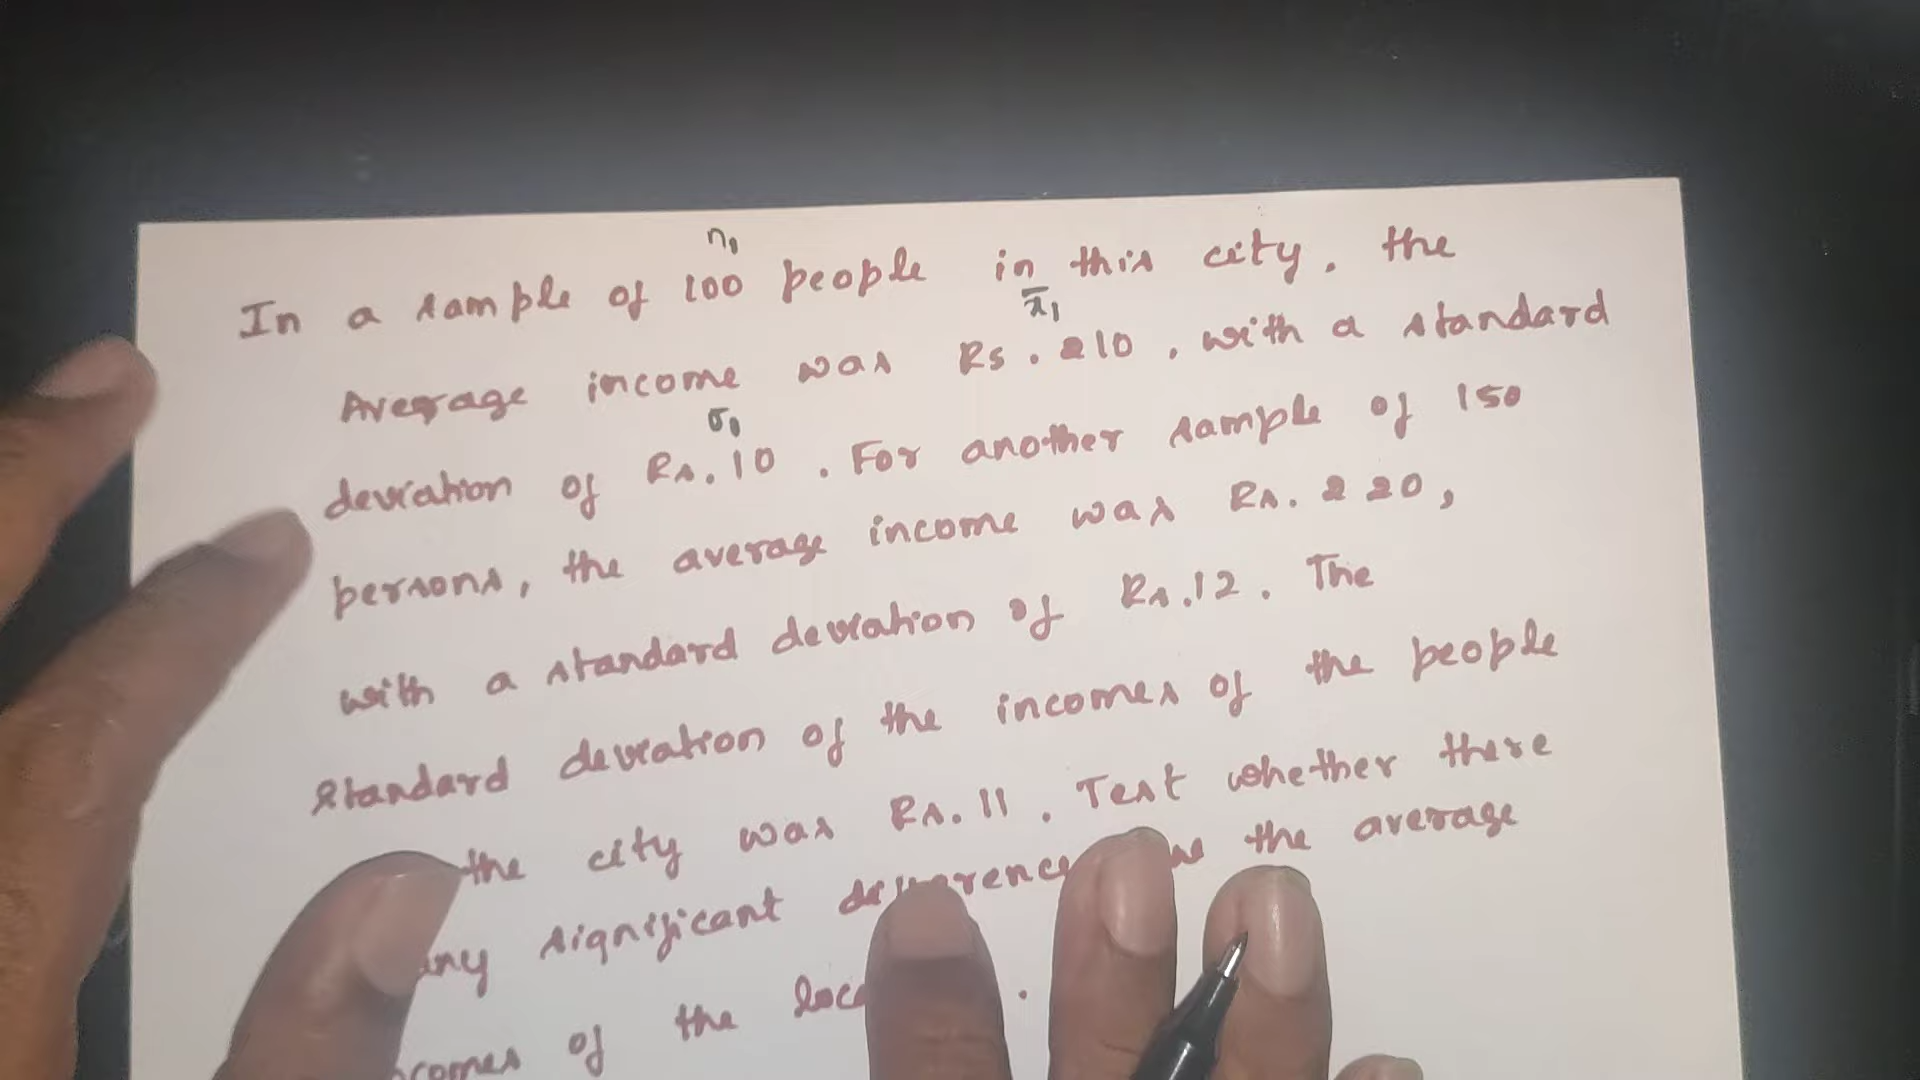 n1
In a sample of 100 people in this city, the
x̄1
Average income was Rs. 210, with a standard
σ1
deviation of Rs. 10. For another sample of 150
persons, the average income was Rs. 220,
with a standard deviation of Rs. 12. The
standard deviation of the incomes of the people
the city was Rs. 11. Test whether there
any significant the average
of the